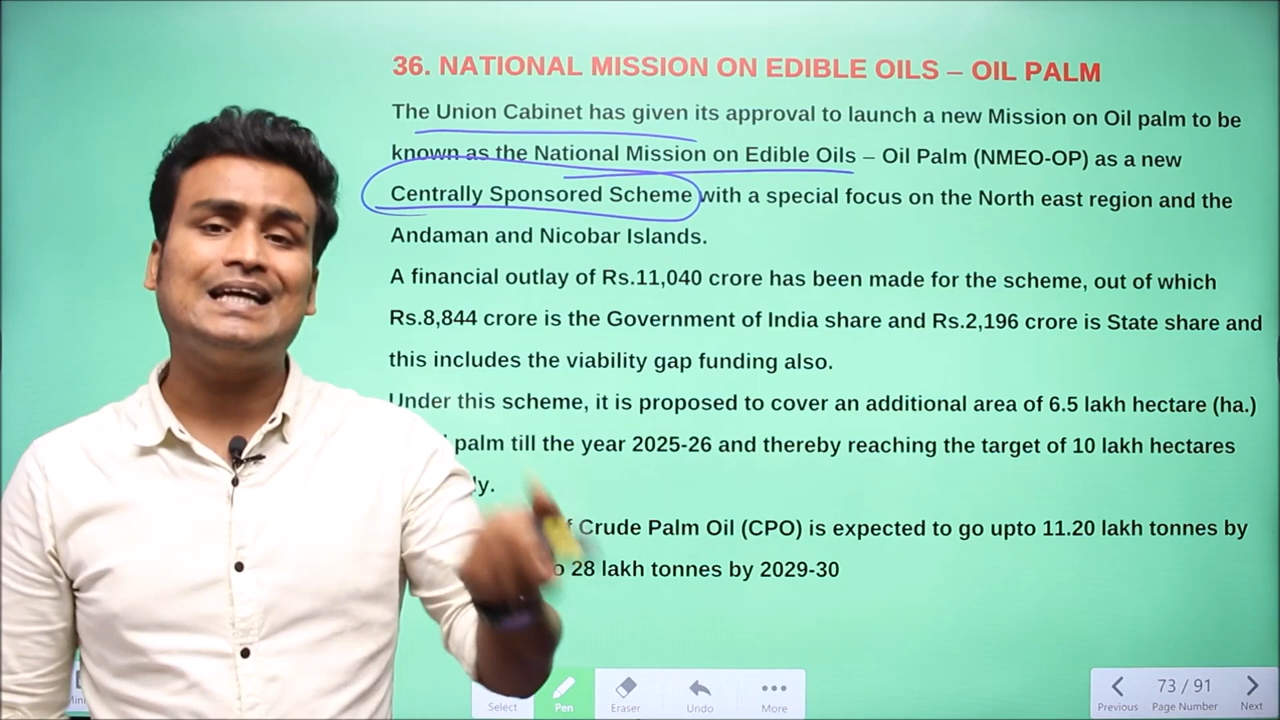 36. NATIONAL MISSION ON EDIBLE OILS – OIL PALM
The Union Cabinet has given its approval to launch a new Mission on Oil palm to be
known as the National Mission on Edible Oils – Oil Palm (NMEO-OP) as a new
Centrally Sponsored Scheme with a special focus on the North east region and the
Andaman and Nicobar Islands.
A financial outlay of Rs.11,040 crore has been made for the scheme, out of which
Rs.8,844 crore is the Government of India share and Rs.2,196 crore is State share and
this includes the viability gap funding also.
Under this scheme, it is proposed to cover an additional area of 6.5 lakh hectare (ha.)
palm till the year 2025-26 and thereby reaching the target of 10 lakh hectares
Crude Palm Oil (CPO) is expected to go upto 11.20 lakh tonnes by
28 lakh tonnes by 2029-30
Select Pen Eraser Undo More
73 / 91
Previous Page Number Next